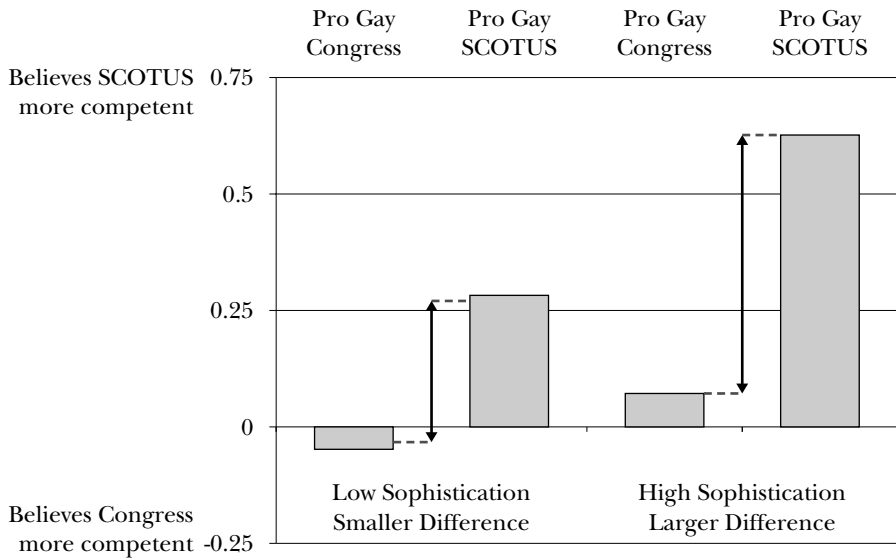 Pro Gay Congress
Pro Gay SCOTUS
Pro Gay Congress
Pro Gay SCOTUS
Believes SCOTUS
more competent
0.75
0.5
0.25
0
Low Sophistication
Smaller Difference
High Sophistication
Larger Difference
Believes Congress
more competent
-0.25